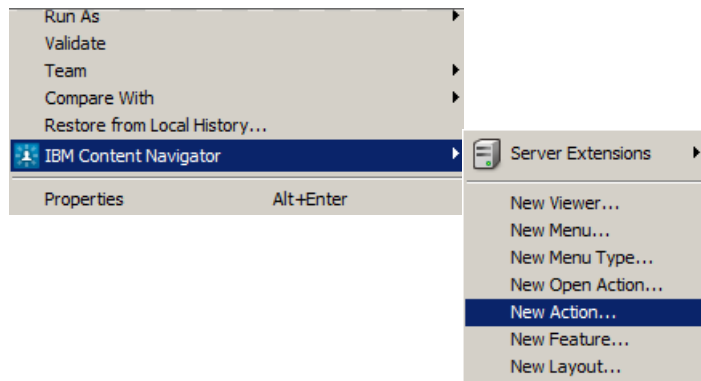 Run As
Validate
Team
Compare With
Restore from Local History...
IBM Content Navigator
Properties Alt+Enter
Server Extensions
New Viewer...
New Menu...
New Menu Type...
New Open Action...
New Action...
New Feature...
New Layout...